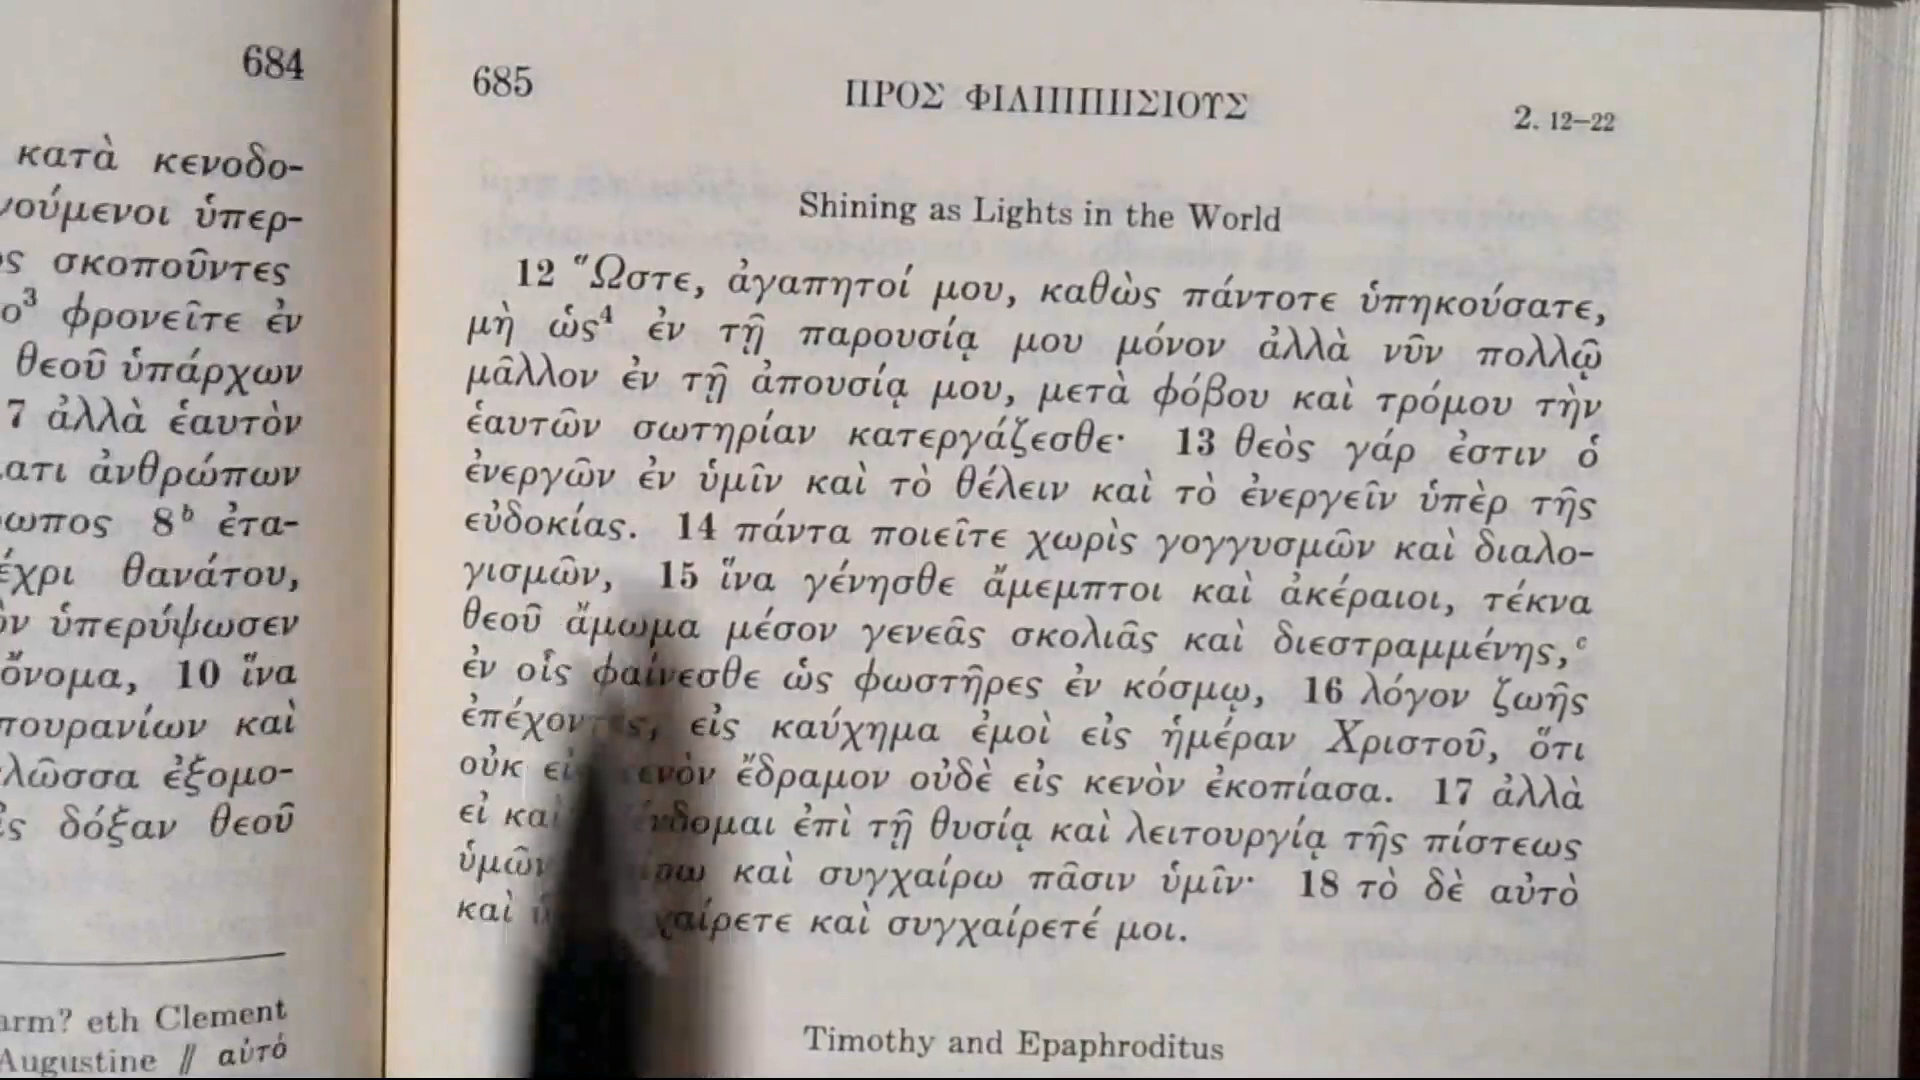 684
κατὰ κενοδο-
νούμενοι ὑπερ-
σκοποῦντες
φρονεῖτε ἐν
θεοῦ ὑπάρχων
7 ἀλλὰ ἑαυτὸν
ἀνθρώπων
8ᵇ ἐτα-
θανάτου,
ὑπερύψωσεν
ὄνομα, 10 ἵνα
καὶ
ἐξομο-
δόξαν θεοῦ
arm? eth Clement
Augustine // αὐτό
685 ΠΡΟΣ ΦΙΛΙΠΠΗΣΙΟΥΣ 2. 12–22
Shining as Lights in the World
12 Ὥστε, ἀγαπητοί μου, καθὼς πάντοτε ὑπηκούσατε,
μὴ ὡς⁴ ἐν τῇ παρουσίᾳ μου μόνον ἀλλὰ νῦν πολλῷ
μᾶλλον ἐν τῇ ἀπουσίᾳ μου, μετὰ φόβου καὶ τρόμου τὴν
ἑαυτῶν σωτηρίαν κατεργάζεσθε· 13 θεὸς γάρ ἐστιν ὁ
ἐνεργῶν ἐν ὑμῖν καὶ τὸ θέλειν καὶ τὸ ἐνεργεῖν ὑπὲρ τῆς
εὐδοκίας. 14 πάντα ποιεῖτε χωρὶς γογγυσμῶν καὶ διαλο-
γισμῶν, 15 ἵνα γένησθε ἄμεμπτοι καὶ ἀκέραιοι, τέκνα
θεοῦ ἄμωμα μέσον γενεᾶς σκολιᾶς καὶ διεστραμμένης,ᶜ
ἐν οἷς φαίνεσθε ὡς φωστῆρες ἐν κόσμῳ, 16 λόγον ζωῆς
ἐπέχοντες, εἰς καύχημα ἐμοὶ εἰς ἡμέραν Χριστοῦ, ὅτι
οὐκ κενὸν ἔδραμον οὐδὲ εἰς κενὸν ἐκοπίασα. 17 ἀλλὰ
εἰ καὶ ἐπὶ τῇ θυσίᾳ καὶ λειτουργίᾳ τῆς πίστεως
ὑμῶν καὶ συγχαίρω πᾶσιν ὑμῖν· 18 τὸ δὲ αὐτὸ
καὶ χαίρετε καὶ συγχαίρετέ μοι.
Timothy and Epaphroditus